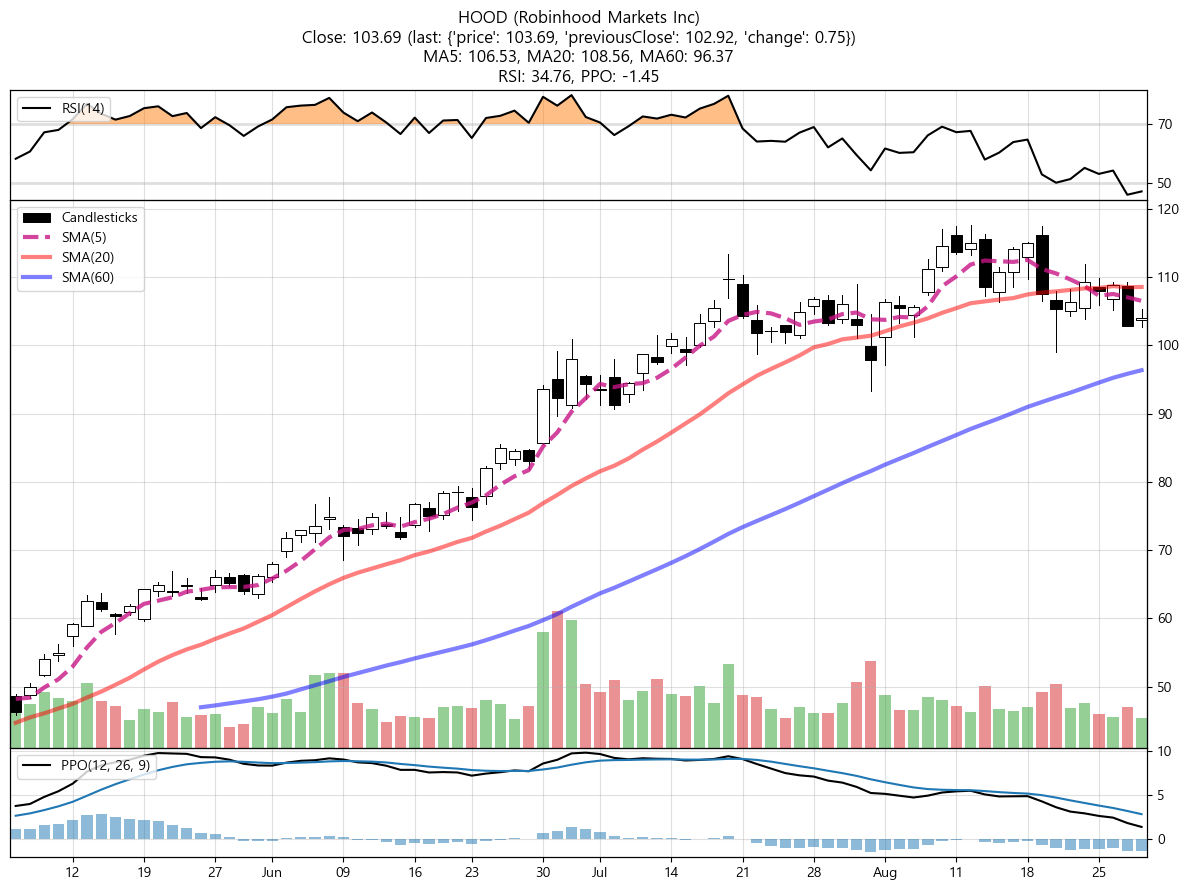 HOOD (Robinhood Markets Inc)
Close: 103.69 (last: {'price': 103.69, 'previousClose': 102.92, 'change': 0.75})
MA5: 106.53, MA20: 108.56, MA60: 96.37
RSI: 34.76, PPO: -1.45
RSI(14)
70
50
Candlesticks
SMA(5)
SMA(20)
SMA(60)
120
110
100
90
80
70
60
50
PPO(12, 26, 9)
10
5
0
12 19 27 Jun 09 16 23 30 Jul 14 21 28 Aug 11 18 25